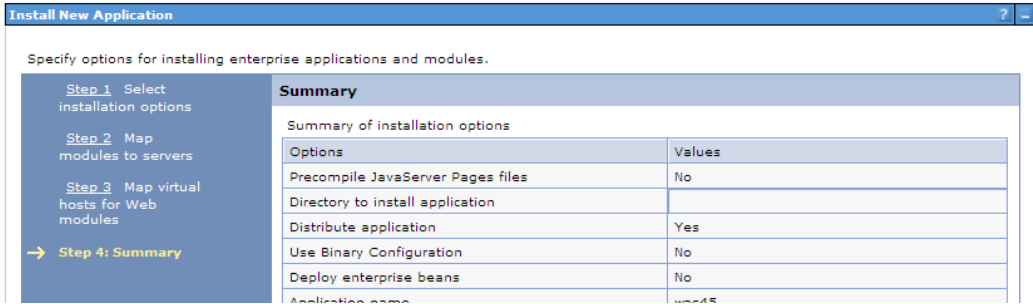 Install New Application
?
Specify options for installing enterprise applications and modules.
Step 1 Select
installation options
Step 2 Map
modules to servers
Step 3 Map virtual
hosts for Web
modules
Step 4: Summary
Summary
Summary of installation options
Options Values
Precompile JavaServer Pages files No
Directory to install application
Distribute application Yes
Use Binary Configuration No
Deploy enterprise beans No
Application name wps45